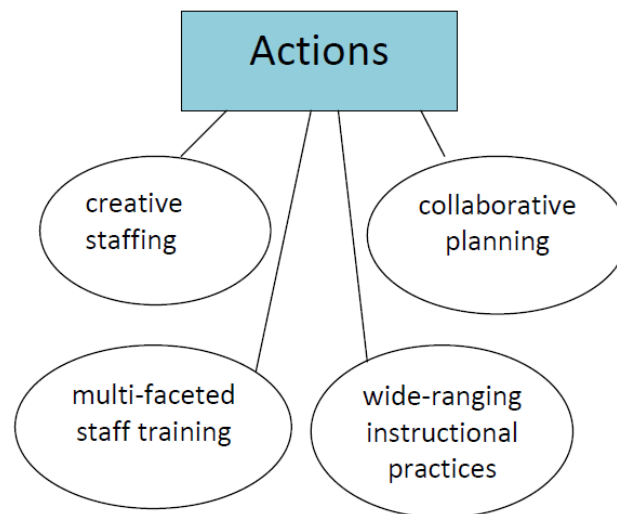 Actions
creative
staffing
collaborative
planning
multi-faceted
staff training
wide-ranging
instructional
practices